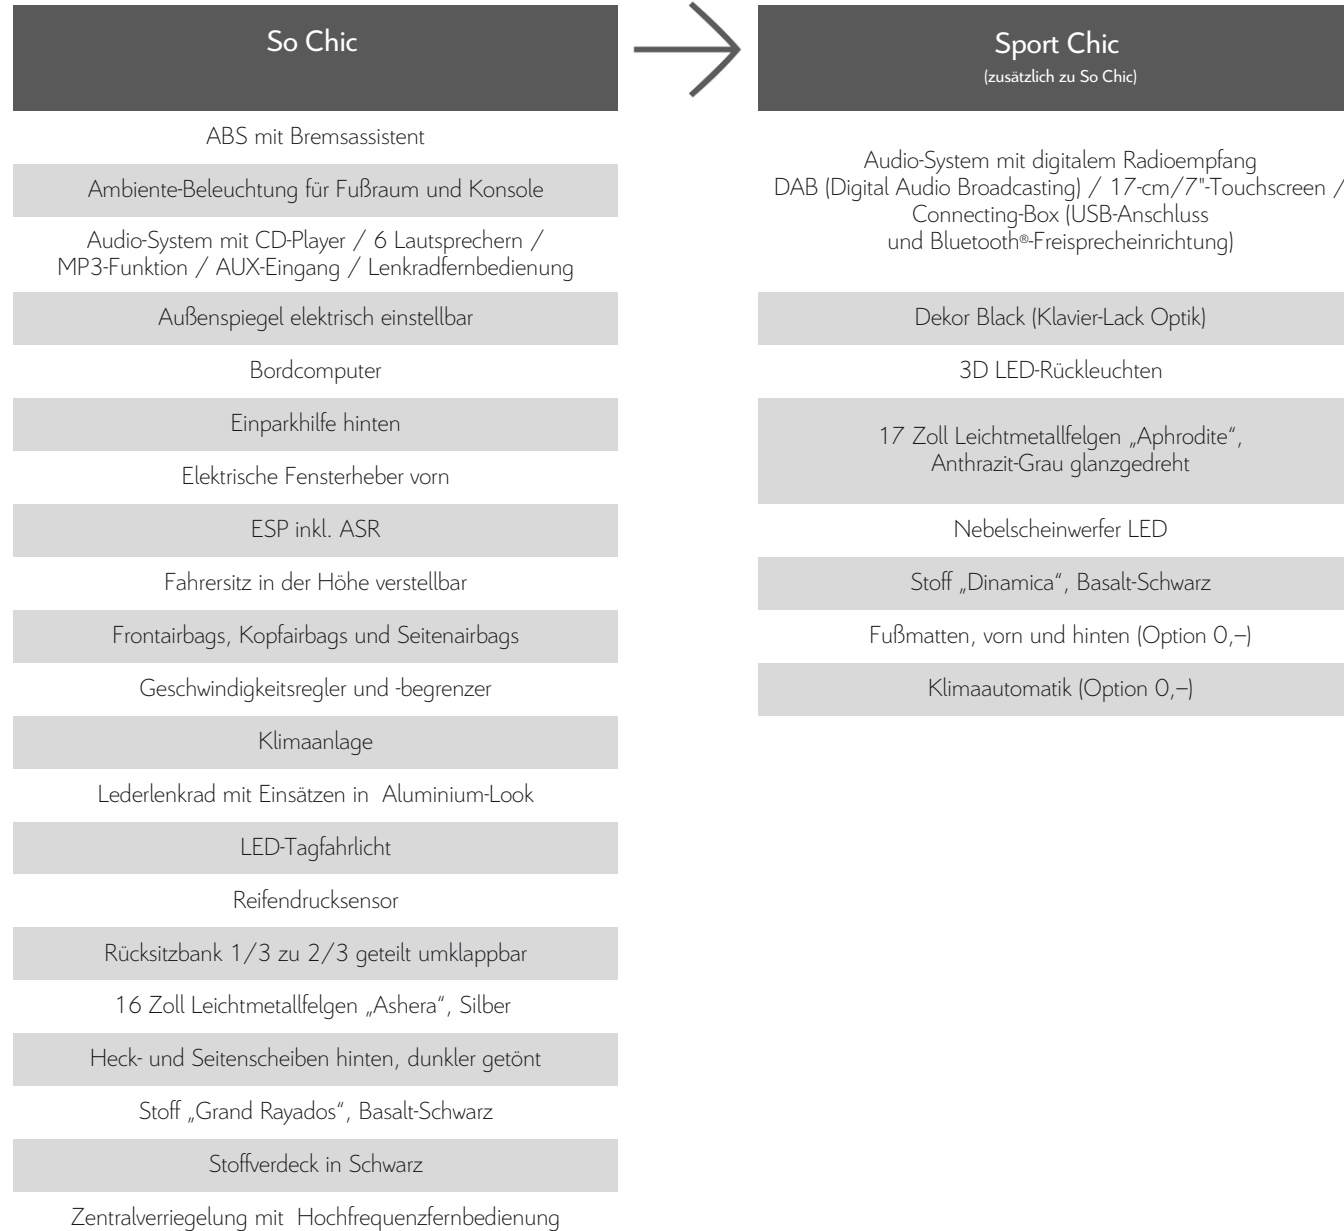 So Chic
ABS mit Bremsassistent
Ambiente-Beleuchtung für Fußraum und Konsole
Audio-System mit CD-Player / 6 Lautsprechern /
MP3-Funktion / AUX-Eingang / Lenkradfernbedienung
Außenspiegel elektrisch einstellbar
Bordcomputer
Einparkhilfe hinten
Elektrische Fensterheber vorn
ESP inkl. ASR
Fahrersitz in der Höhe verstellbar
Frontairbags, Kopfairbags und Seitenairbags
Geschwindigkeitsregler und -begrenzer
Klimaanlage
Lederlenkrad mit Einsätzen in Aluminium-Look
LED-Tagfahrlicht
Reifendrucksensor
Rücksitzbank 1/3 zu 2/3 geteilt umklappbar
16 Zoll Leichtmetallfelgen „Ashera“, Silber
Heck- und Seitenscheiben hinten, dunkler getönt
Stoff „Grand Rayados“, Basalt-Schwarz
Stoffverdeck in Schwarz
Zentralverriegelung mit Hochfrequenzfernbedienung
Sport Chic
(zusätzlich zu So Chic)
Audio-System mit digitalem Radioempfang
DAB (Digital Audio Broadcasting) / 17-cm/7"-Touchscreen /
Connecting-Box (USB-Anschluss
und Bluetooth®-Freisprecheinrichtung)
Dekor Black (Klavier-Lack Optik)
3D LED-Rückleuchten
17 Zoll Leichtmetallfelgen „Aphrodite“,
Anthrazit-Grau glanzgedreht
Nebelscheinwerfer LED
Stoff „Dinamica“, Basalt-Schwarz
Fußmatten, vorn und hinten (Option 0,–)
Klimaautomatik (Option 0,–)